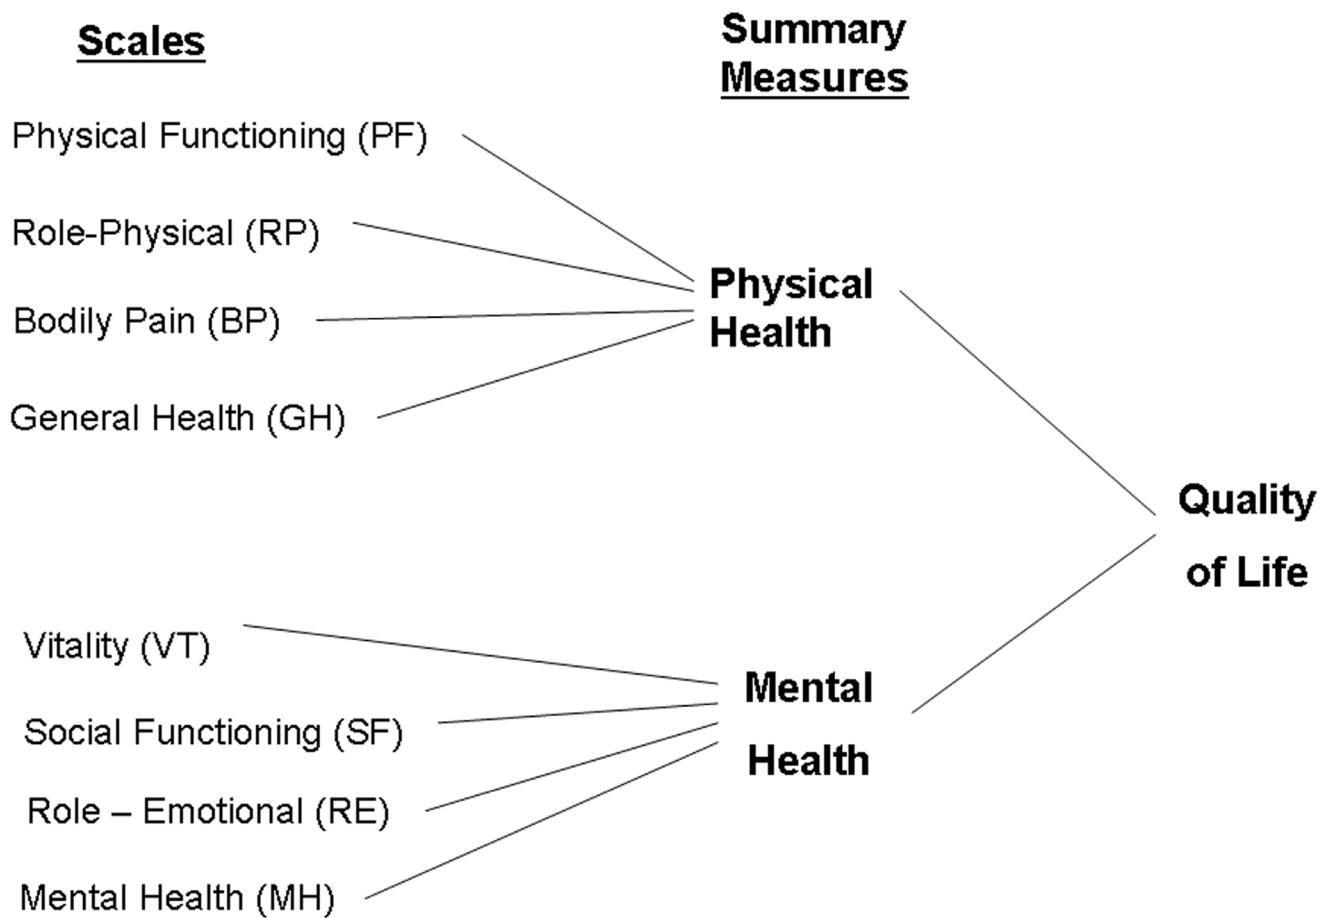 Scales
Summary
Measures
Physical Functioning (PF)
Role-Physical (RP)
Bodily Pain (BP)
General Health (GH)
Physical
Health
Quality
of Life
Vitality (VT)
Social Functioning (SF)
Role – Emotional (RE)
Mental Health (MH)
Mental
Health